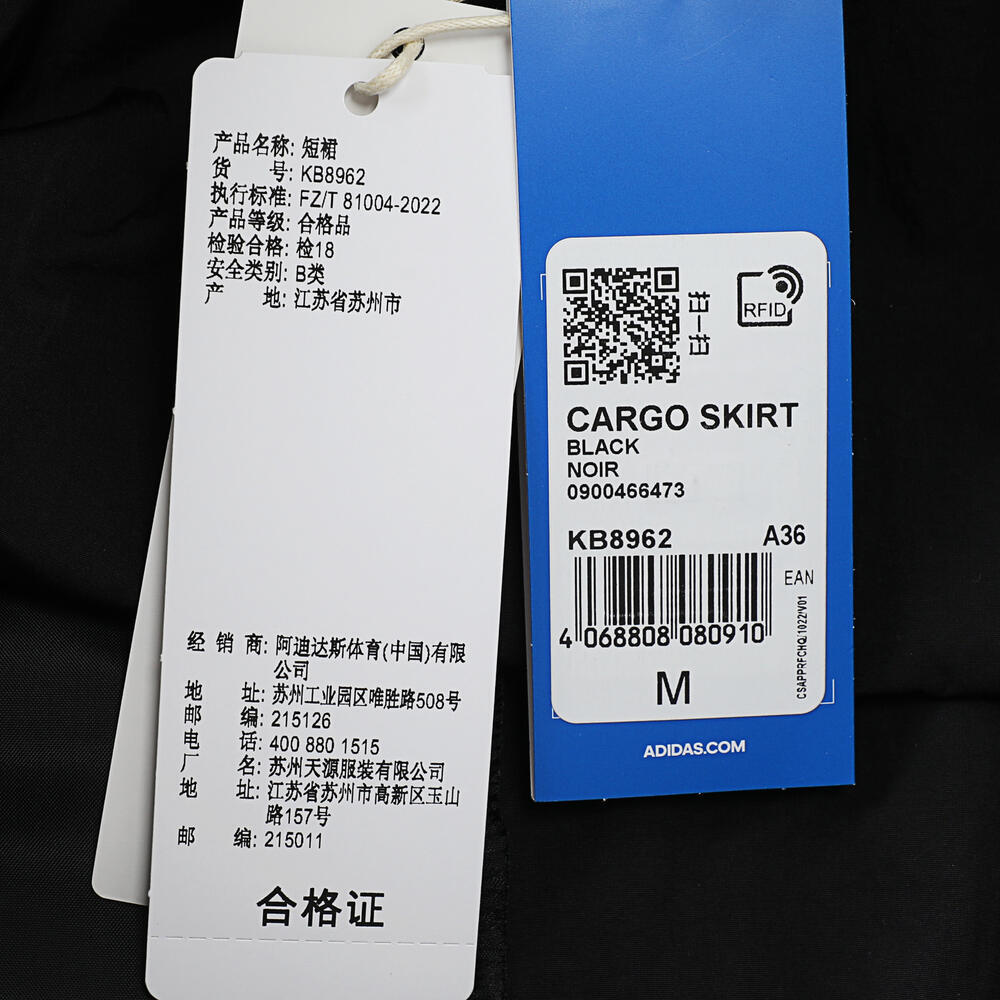 产品名称: 短裙
货 号: KB8962
执行标准: FZ/T 81004-2022
产品等级: 合格品
检验合格: 检18
安全类别: B类
产 地: 江苏省苏州市
经 销 商: 阿迪达斯体育(中国)有限
公司
地 址: 苏州工业园区唯胜路508号
邮 编: 215126
电 话: 400 880 1515
厂 名: 苏州天源服装有限公司
地 址: 江苏省苏州市高新区玉山
路157号
邮 编: 215011
合格证
扫一扫
RFID
CARGO SKIRT
BLACK
NOIR
0900466473
KB8962 A36
EAN
4 068808 080910
CSAPPRFCHQ/1022/V01
M
ADIDAS.COM